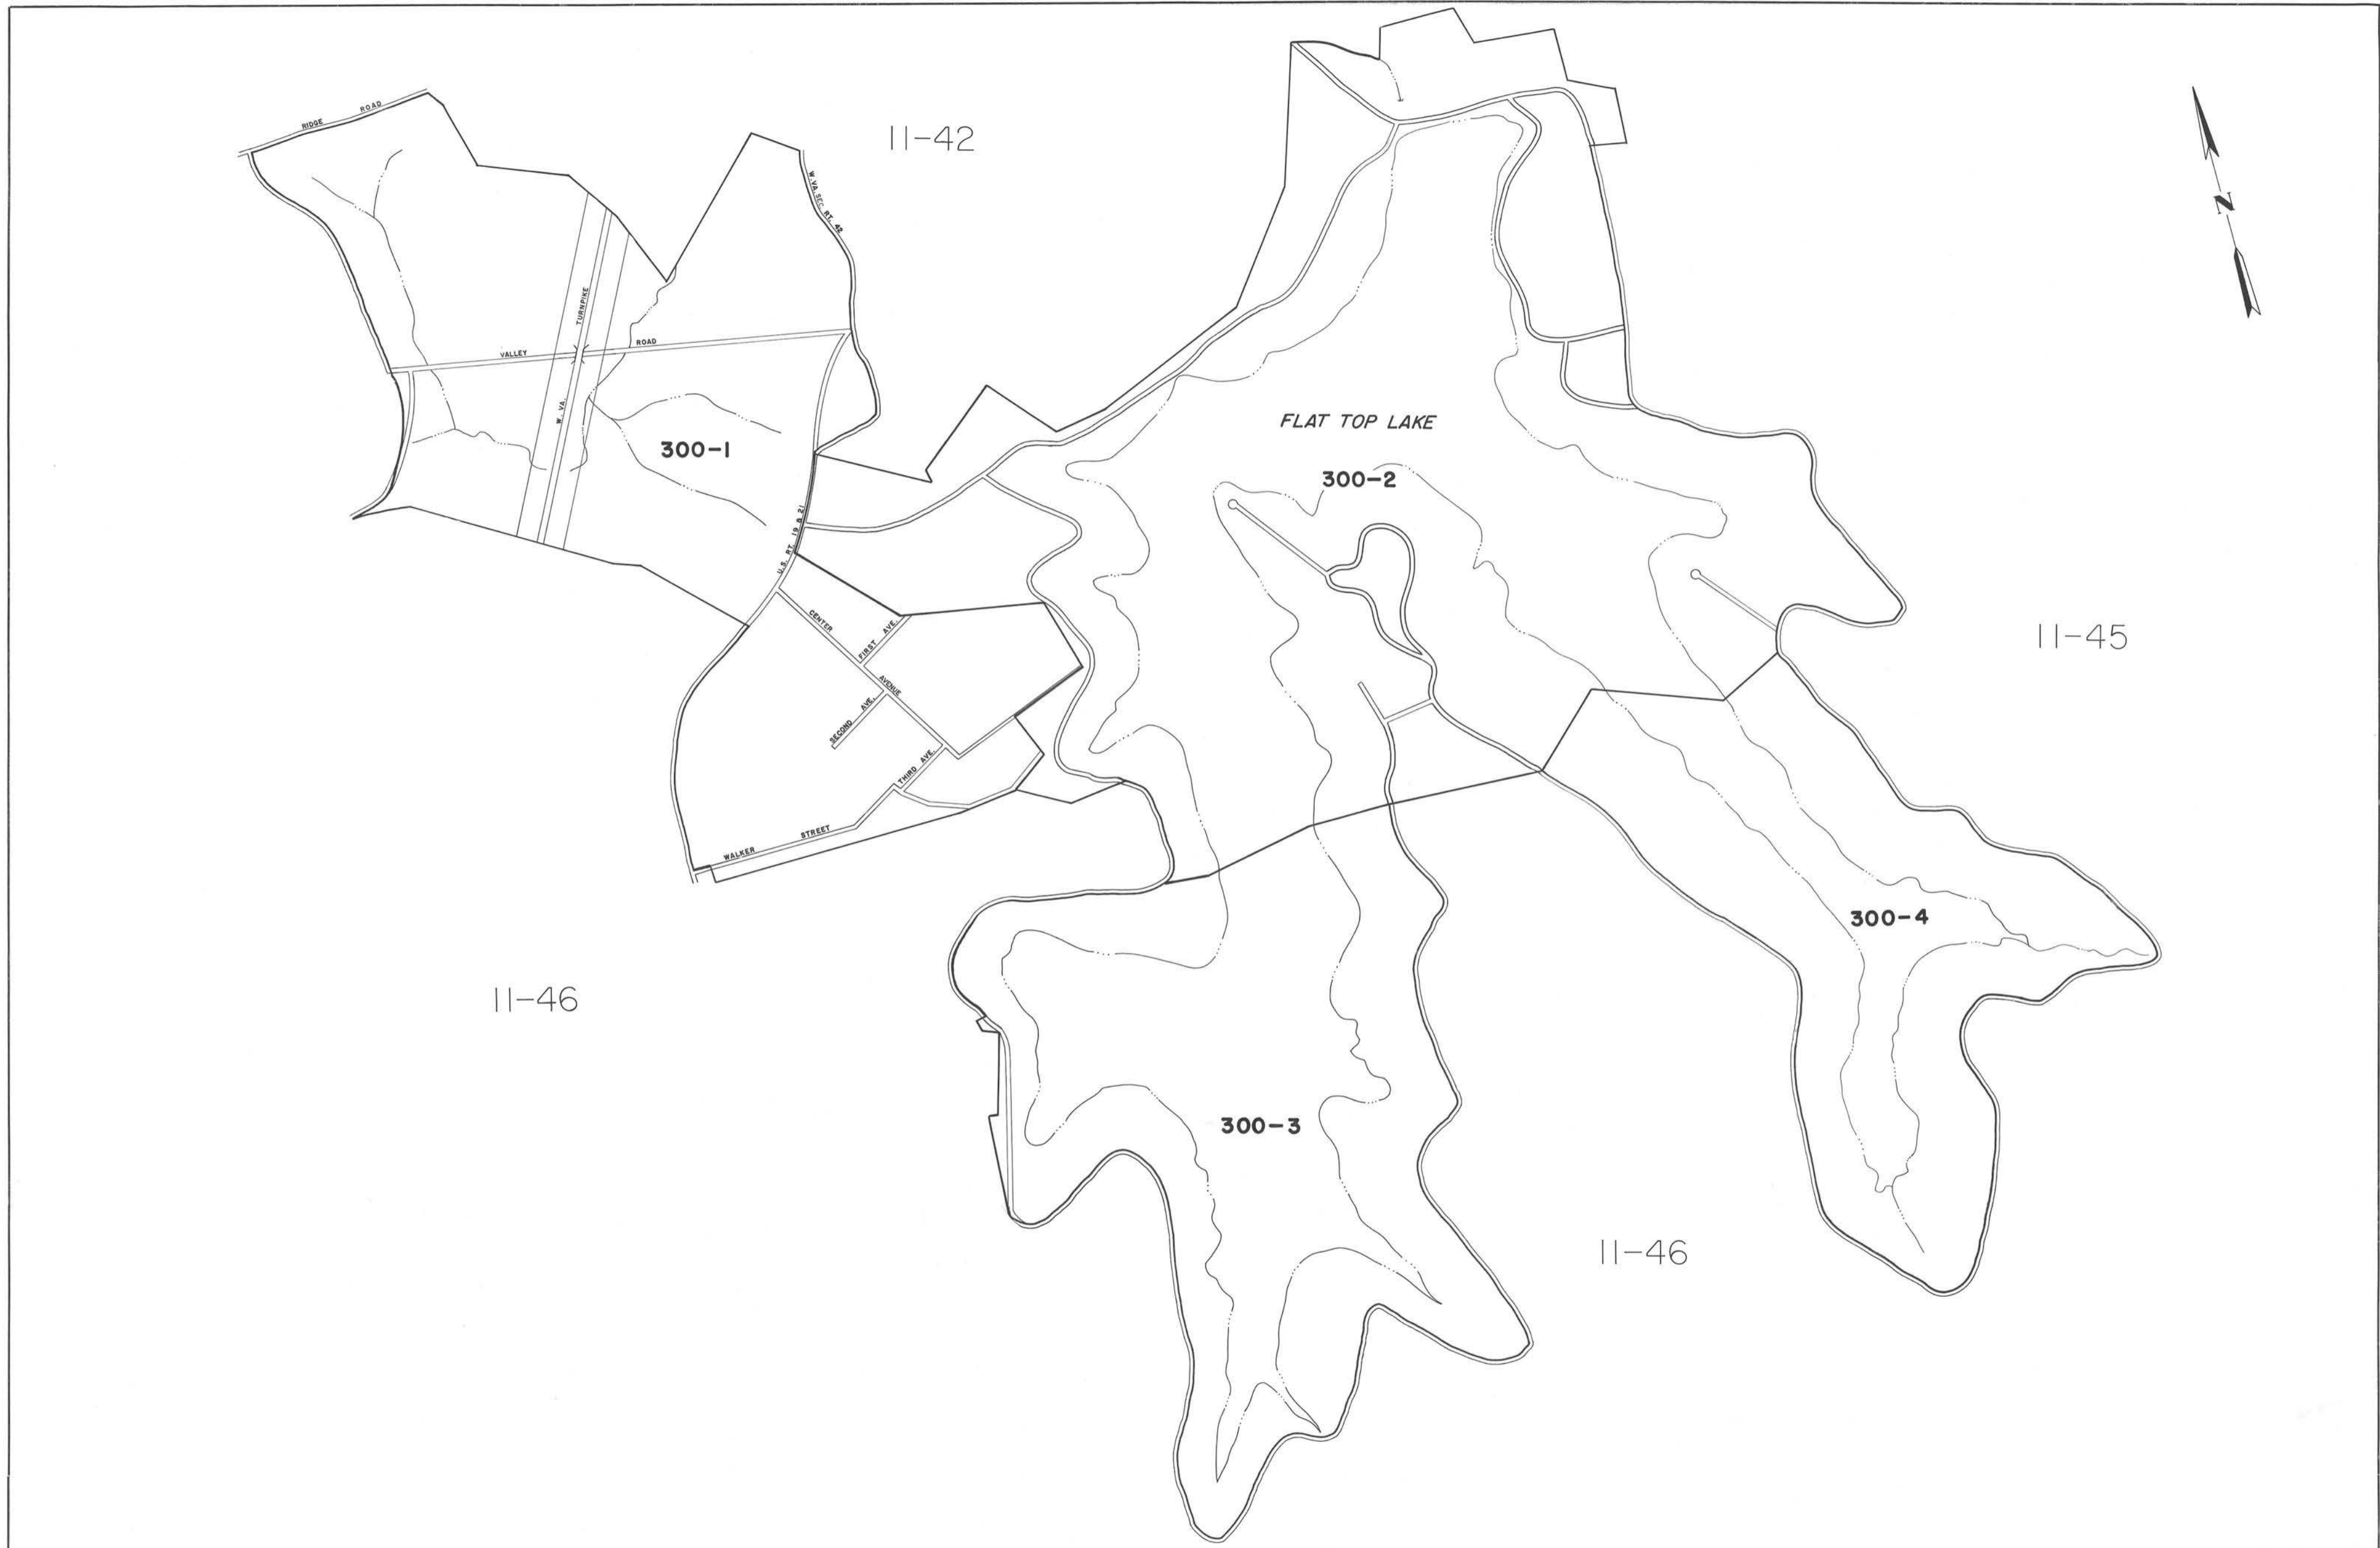 RIDGE ROAD
11-42
W. VA. SEC. RT. 42
N
W. VA. TURNPIKE
VALLEY ROAD
300-1
FLAT TOP LAKE
300-2
U.S. RT. 19 & 21
CENTER AVENUE
FIRST AVE.
SECOND AVE.
THIRD AVE.
WALKER STREET
11-45
300-4
11-46
300-3
11-46